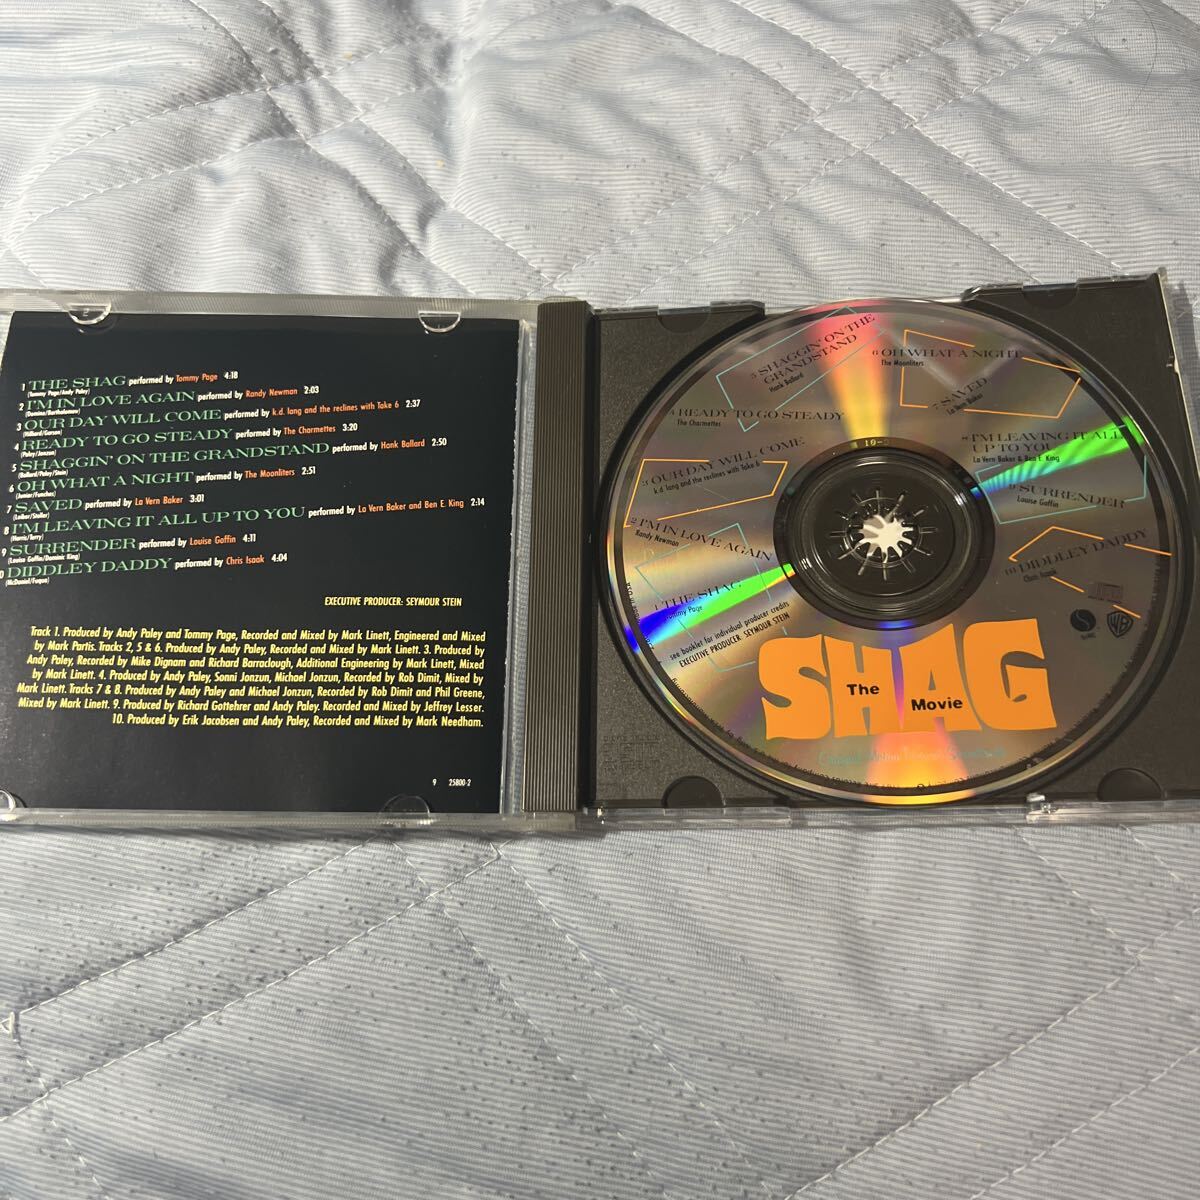 1 THE SHAG performed by Tommy Page 4:18
(Tommy Page/Andy Paley)
2 I'M IN LOVE AGAIN performed by Randy Newman 2:03
(Domino/Bartholomew)
3 OUR DAY WILL COME performed by k.d. lang and the reclines with Take 6 2:37
(Hilliard/Garson)
4 READY TO GO STEADY performed by The Charmettes 3:20
(Paley/Jonzun)
5 SHAGGIN' ON THE GRANDSTAND performed by Hank Ballard 2:50
(Ballard/Paley/Stein)
6 OH WHAT A NIGHT performed by The Moonliters 2:51
(Junior/Funches)
7 SAVED performed by La Vern Baker 3:01
(Leiber/Stoller)
8 I'M LEAVING IT ALL UP TO YOU performed by La Vern Baker and Ben E. King 2:14
(Harris/Terry)
9 SURRENDER performed by Louise Goffin 4:11
(Louise Goffin/Dominic King)
0 DIDDLEY DADDY performed by Chris Isaak 4:04
(McDaniel/Fuqua)
EXECUTIVE PRODUCER: SEYMOUR STEIN
Track 1. Produced by Andy Paley and Tommy Page, Recorded and Mixed by Mark Linett, Engineered and Mixed
by Mark Partis. Tracks 2, 5 & 6. Produced by Andy Paley, Recorded and Mixed by Mark Linett. 3. Produced by
Andy Paley, Recorded by Mike Dignam and Richard Barraclough, Additional Engineering by Mark Linett, Mixed
by Mark Linett. 4. Produced by Andy Paley, Sonni Jonzun, Michael Jonzun, Recorded by Rob Dimit, Mixed by
Mark Linett. Tracks 7 & 8. Produced by Andy Paley and Michael Jonzun, Recorded by Rob Dimit and Phil Greene,
Mixed by Mark Linett. 9. Produced by Richard Gottehrer and Andy Paley. Recorded and Mixed by Jeffrey Lesser.
10. Produced by Erik Jacobsen and Andy Paley, Recorded and Mixed by Mark Needham.
9 25800-2
5 SHAGGIN' ON THE
GRANDSTAND
Hank Ballard
6 OH WHAT A NIGHT
The Moonliters
4 READY TO GO STEADY
The Charmettes
7 SAVED
La Vern Baker
3 OUR DAY WILL COME
k.d. lang and the reclines with Take 6
8 I'M LEAVING IT ALL
UP TO YOU
La Vern Baker & Ben E. King
2 I'M IN LOVE AGAIN
Randy Newman
9 SURRENDER
Louise Goffin
1 THE SHAG
Tommy Page
10 DIDDLEY DADDY
Chris Isaak
see booklet for individual producer credits
EXECUTIVE PRODUCER: SEYMOUR STEIN
SIRE
WB
SHAG
The
Movie
Original Motion Picture Soundtrack